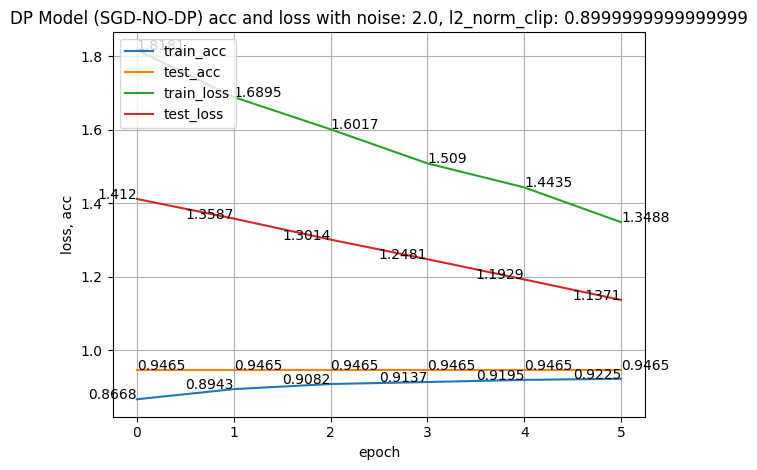 DP Model (SGD-NO-DP) acc and loss with noise: 2.0, l2_norm_clip: 0.8999999999999999
train_acc
test_acc
train_loss
test_loss
1.8181
1.6895
1.6017
1.509
1.4435
1.3488
1.412
1.3587
1.3014
1.2481
1.1929
1.1371
0.9465 0.9465 0.9465 0.9465 0.9465 0.9465
0.8668 0.8943 0.9082 0.9137 0.9195 0.9225
1.8
1.6
1.4
1.2
1.0
loss, acc
0 1 2 3 4 5
epoch